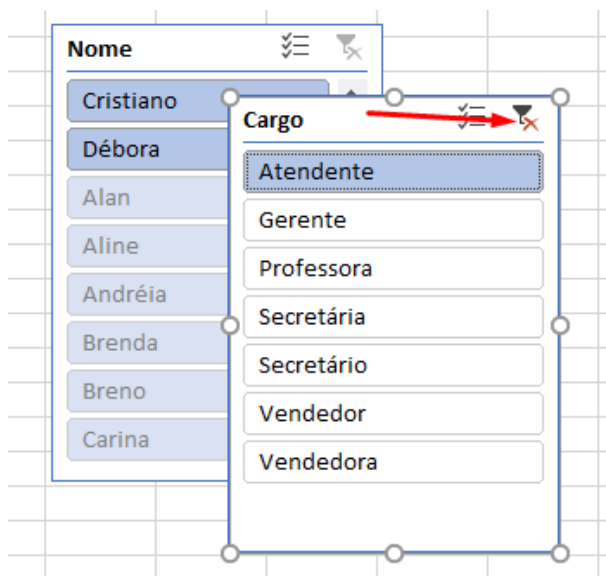 Nome
Cristiano
Débora
Alan
Aline
Andréia
Brenda
Breno
Carina
Cargo
Atendente
Gerente
Professora
Secretária
Secretário
Vendedor
Vendedora